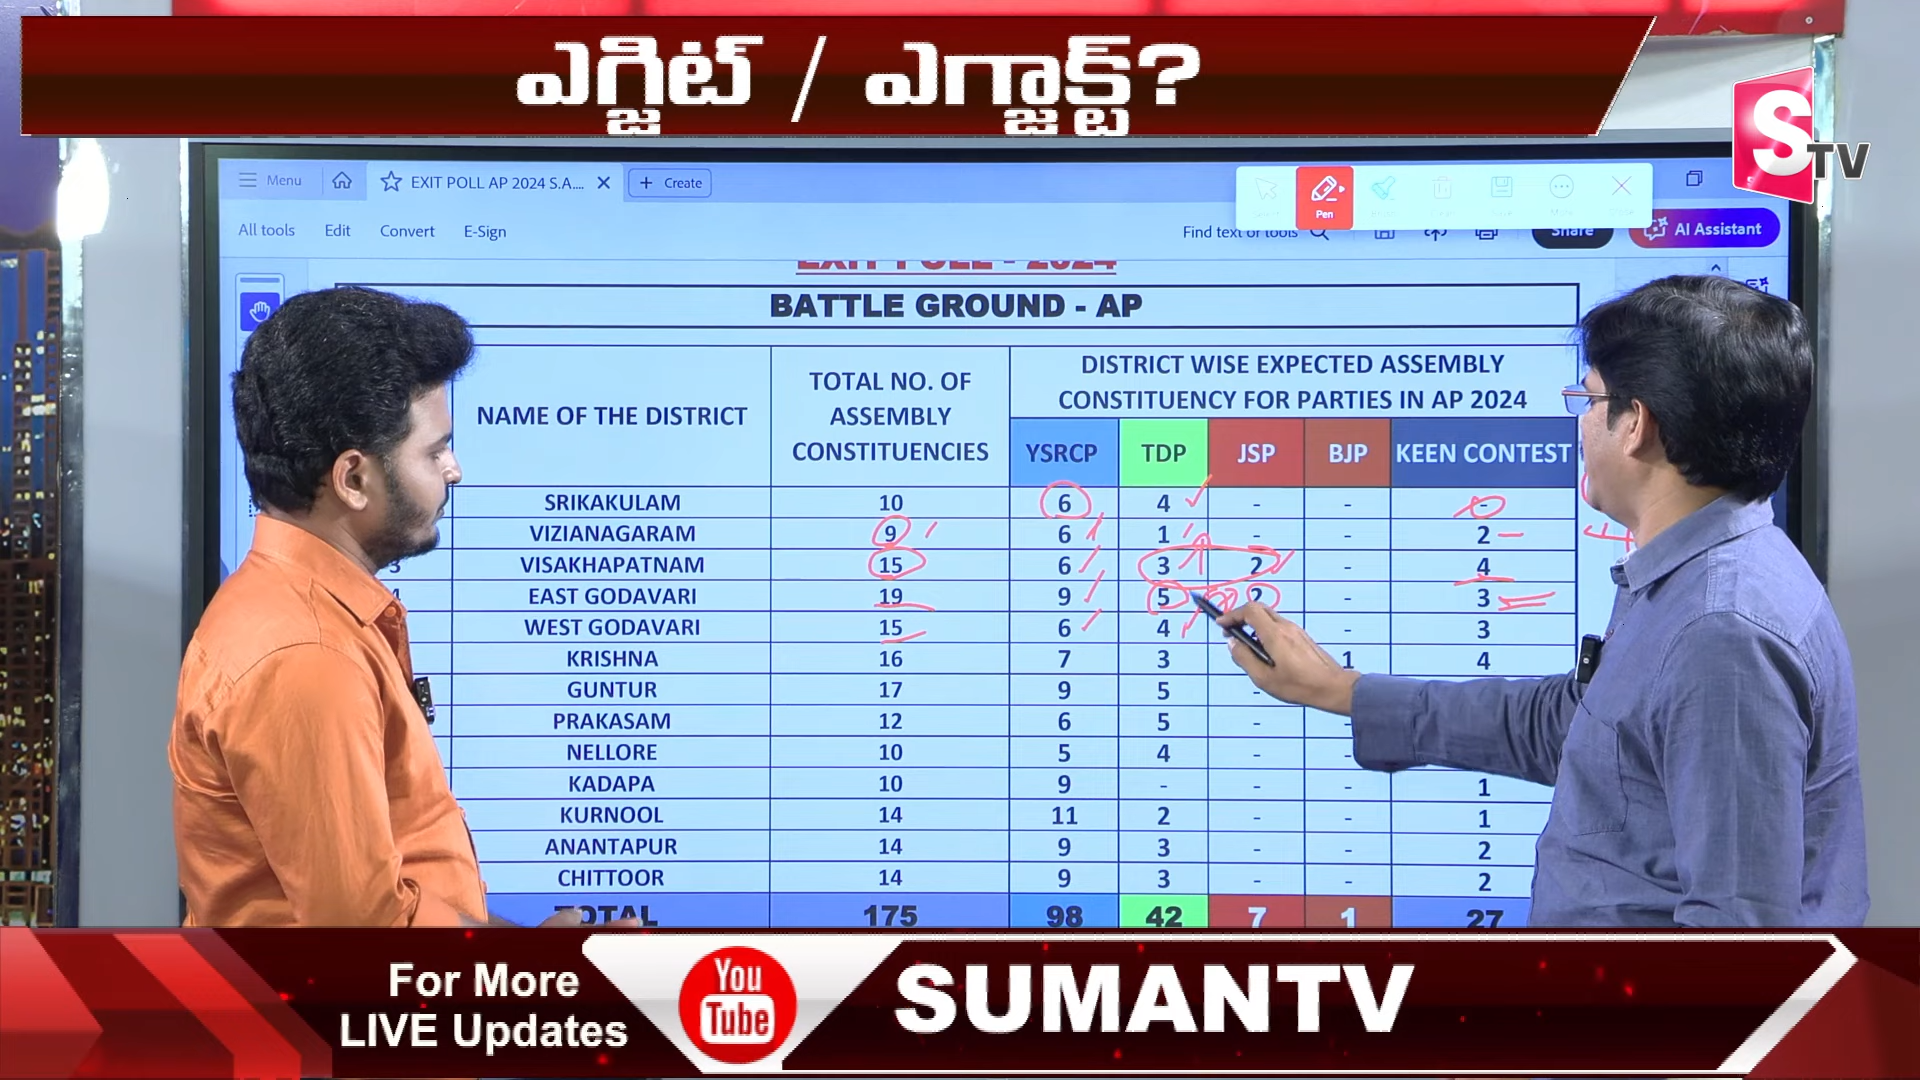 ఎగ్జిట్ / ఎగ్జాక్ట్?
S TV
Menu
EXIT POLL AP 2024 S.A....
Create
Pen
All tools Edit Convert E-Sign
Find text or tools
Share
AI Assistant
EXIT POLL - 2024
BATTLE GROUND - AP
NAME OF THE DISTRICT
TOTAL NO. OF ASSEMBLY CONSTITUENCIES
DISTRICT WISE EXPECTED ASSEMBLY
CONSTITUENCY FOR PARTIES IN AP 2024
YSRCP TDP JSP BJP KEEN CONTEST
SRIKAKULAM 10 6 4 - - -
VIZIANAGARAM 9 6 1 - - 2
3 VISAKHAPATNAM 15 6 3 2 - 4
4 EAST GODAVARI 19 9 5 2 - 3
WEST GODAVARI 15 6 4 - 3
KRISHNA 16 7 3 1 4
GUNTUR 17 9 5 -
PRAKASAM 12 6 5 - -
NELLORE 10 5 4 - -
KADAPA 10 9 - - - 1
KURNOOL 14 11 2 - - 1
ANANTAPUR 14 9 3 - - 2
CHITTOOR 14 9 3 - - 2
TOTAL 175 98 42 7 1 27
For More
LIVE Updates
You
Tube
SUMANTV